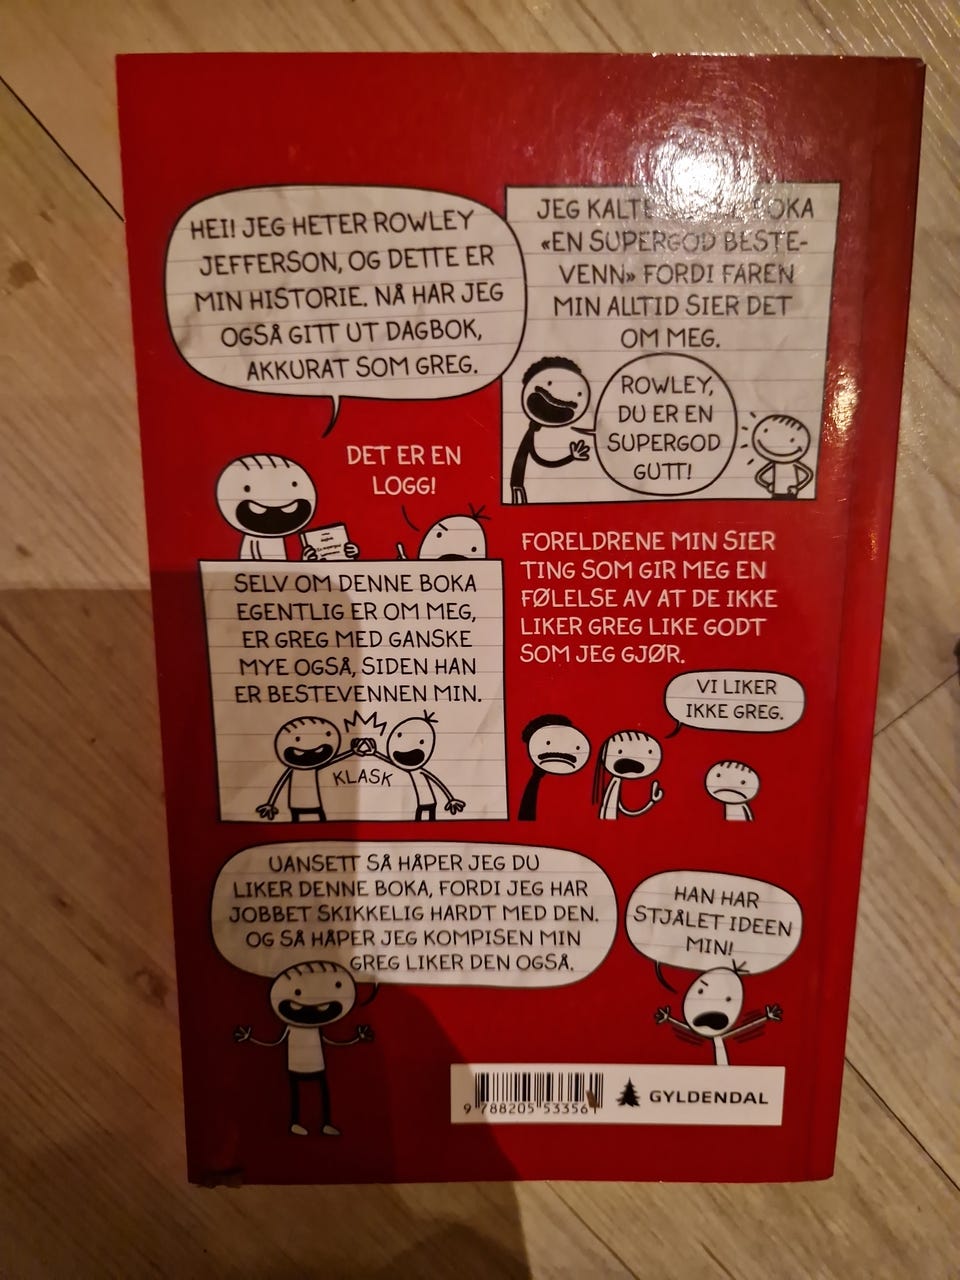 HEI! JEG HETER ROWLEY
JEFFERSON, OG DETTE ER
MIN HISTORIE. NÅ HAR JEG
OGSÅ GITT UT DAGBOK,
AKKURAT SOM GREG.
DET ER EN
LOGG!
JEG KALTE BOKA
«EN SUPERGOD BESTE-
VENN» FORDI FAREN
MIN ALLTID SIER DET
OM MEG.
ROWLEY,
DU ER EN
SUPERGOD
GUTT!
SELV OM DENNE BOKA
EGENTLIG ER OM MEG,
ER GREG MED GANSKE
MYE OGSÅ, SIDEN HAN
ER BESTEVENNEN MIN.
KLASK
FORELDRENE MIN SIER
TING SOM GIR MEG EN
FØLELSE AV AT DE IKKE
LIKER GREG LIKE GODT
SOM JEG GJØR.
VI LIKER
IKKE GREG.
UANSETT SÅ HÅPER JEG DU
LIKER DENNE BOKA, FORDI JEG HAR
JOBBET SKIKKELIG HARDT MED DEN.
OG SÅ HÅPER JEG KOMPISEN MIN
GREG LIKER DEN OGSÅ.
HAN HAR
STJÅLET IDEEN
MIN!
9 788205 53356
GYLDENDAL